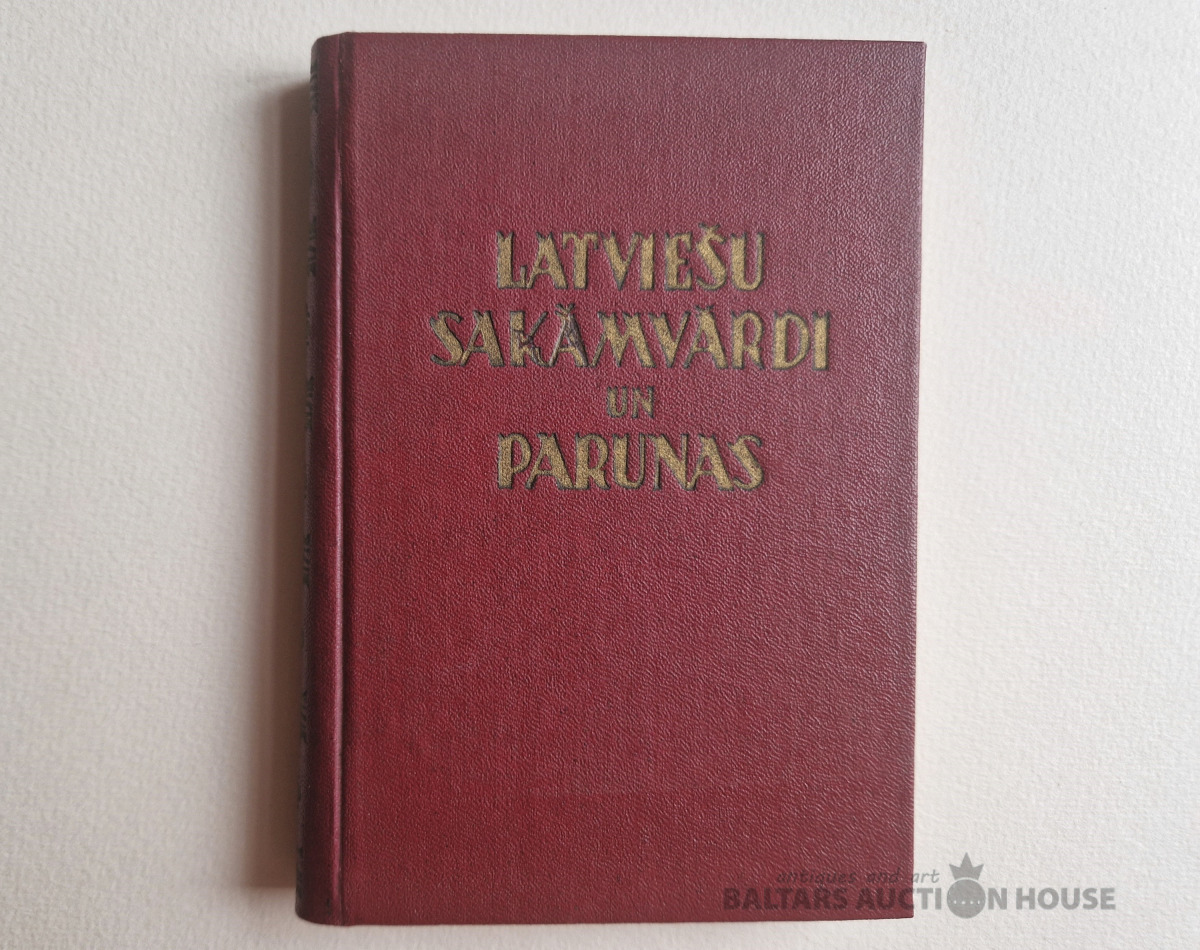 LATVIEŠU
SAKĀMVĀRDI
UN
PARUNAS
antiques and art
BALTARS AUCTION HOUSE